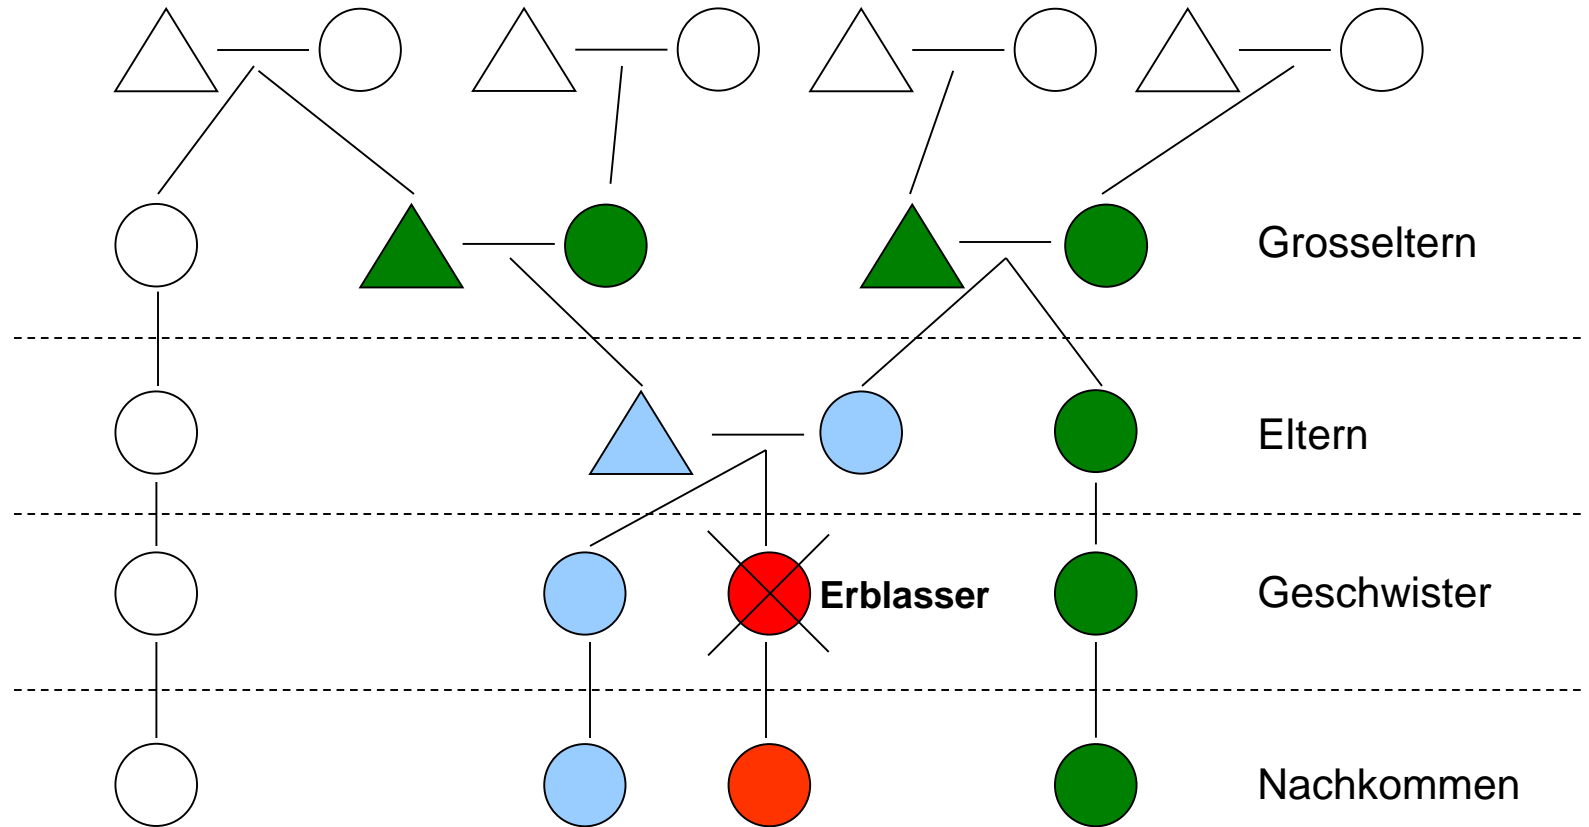 Grosseltern
Eltern
Erblasser
Geschwister
Nachkommen